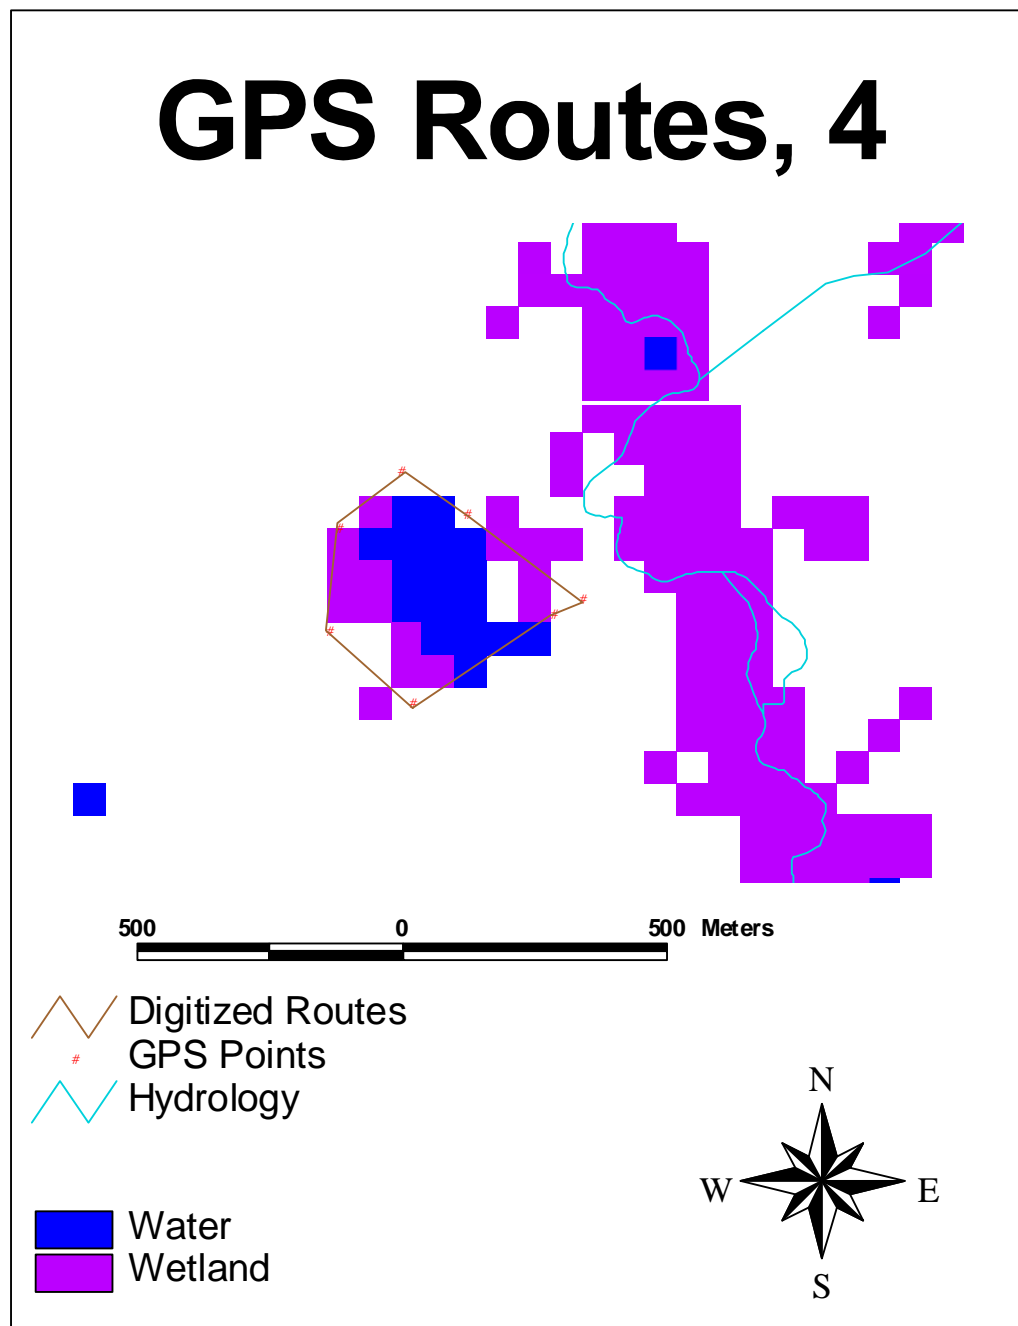 GPS Routes, 4
#
#
#
#
#
#
#
500 0 500 Meters
Digitized Routes
# GPS Points
Hydrology
N
W E
S
Water
Wetland